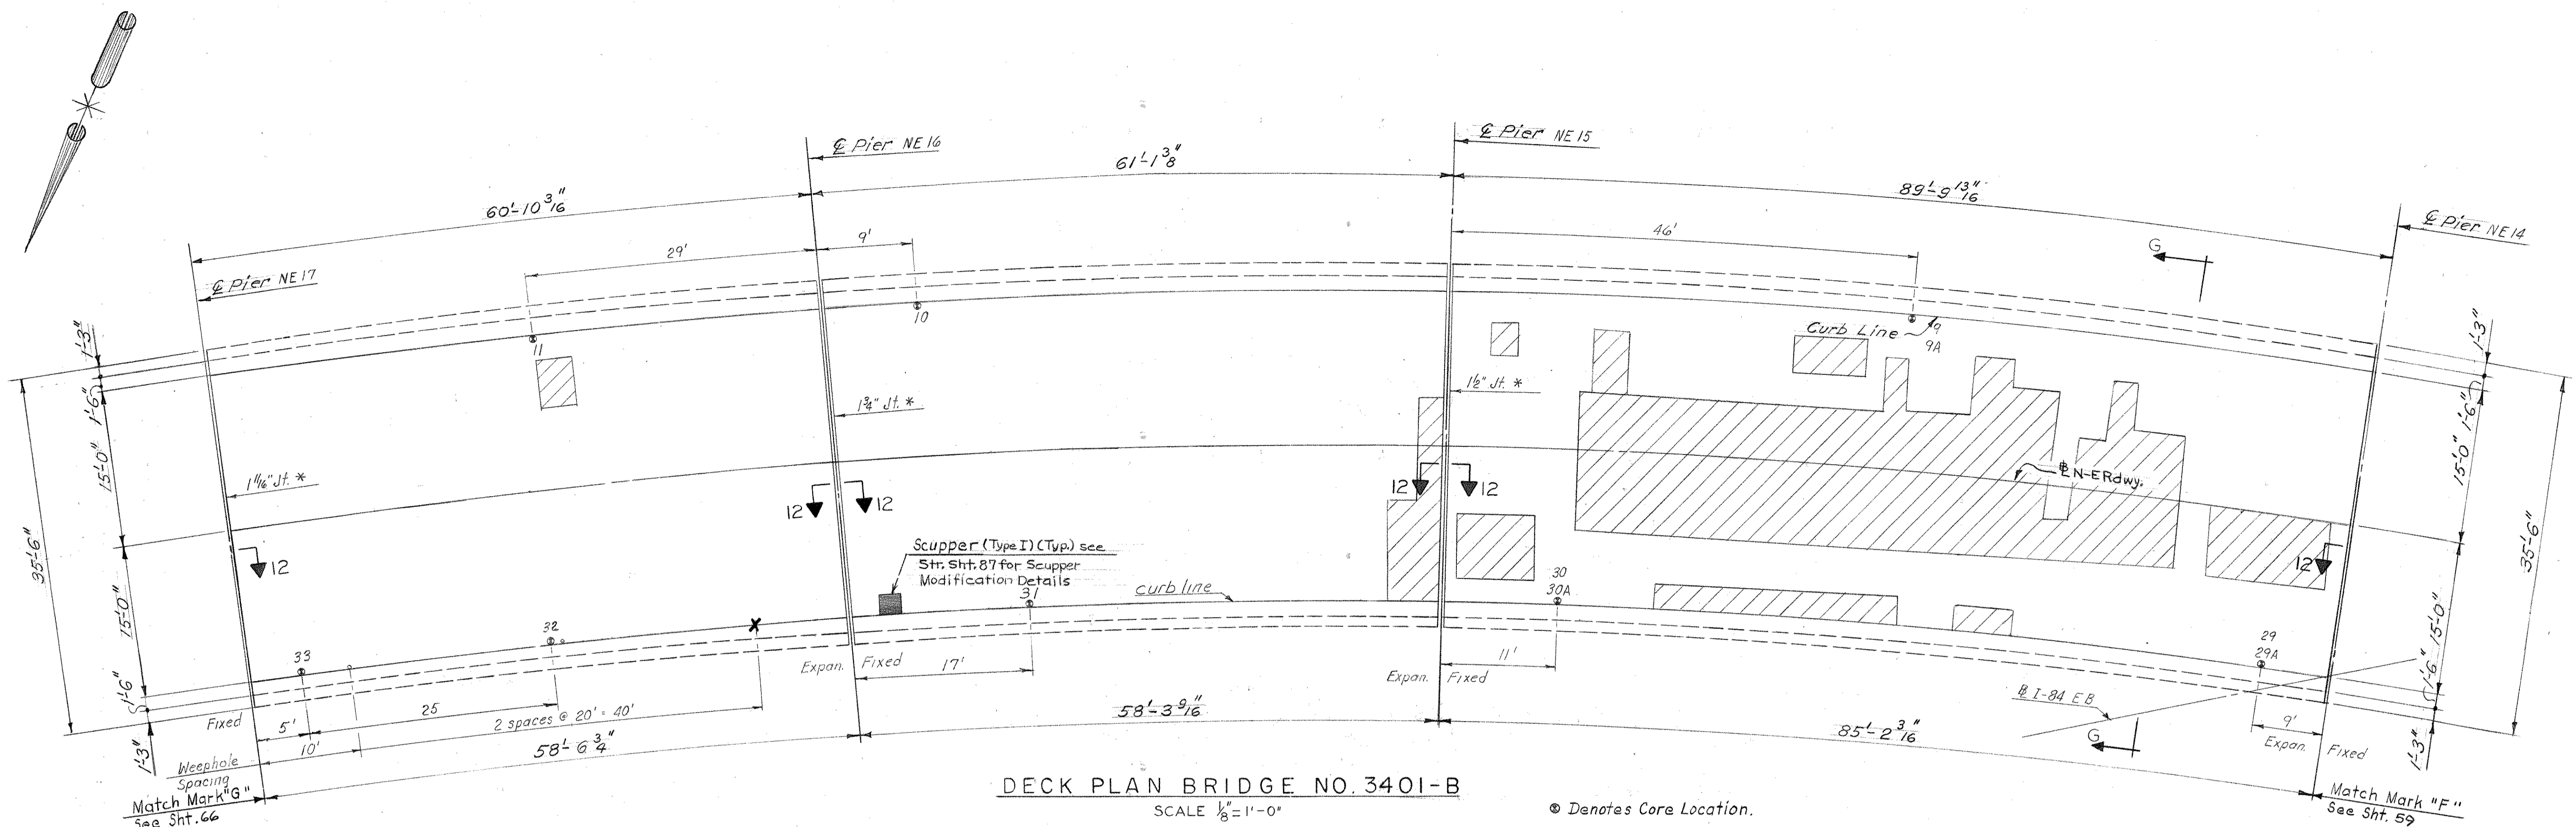 ℄ Pier NE 16
℄ Pier NE 15
61'-1 3/8"
60'-10 3/16"
89'-9 13/16"
℄ Pier NE 14
9'
29'
46'
G
℄ Pier NE 17
10
11
Curb Line
9
9A
1'-3"
1'-6"
15'-0"
15'-0"
1'-6"
1'-3"
35'-6"
1'-3"
1'-6"
15'-0"
15'-0"
1'-6"
1'-3"
35'-6"
1 3/4" Jt. *
1 1/2" Jt. *
1 11/16" Jt. *
℄ N-E Rdwy.
12
12
12
12
12
12
Scupper (Type I) (Typ.) see
Str. Sht. 87 for Scupper
Modification Details
31
curb line
30
30A
32
33
29
29A
Expan.
Fixed
17'
Expan.
Fixed
11'
℄ I-84 EB
Fixed
5'
25
2 spaces @ 20' = 40'
10'
58'-6 3/4"
58'-3 9/16"
85'-2 3/16"
G
9'
Expan.
Fixed
Weephole
Spacing
Match Mark "G"
See Sht. 66
DECK PLAN BRIDGE NO. 3401-B
SCALE 1/8" = 1'-0"
⊗ Denotes Core Location.
Match Mark "F"
See Sht. 59